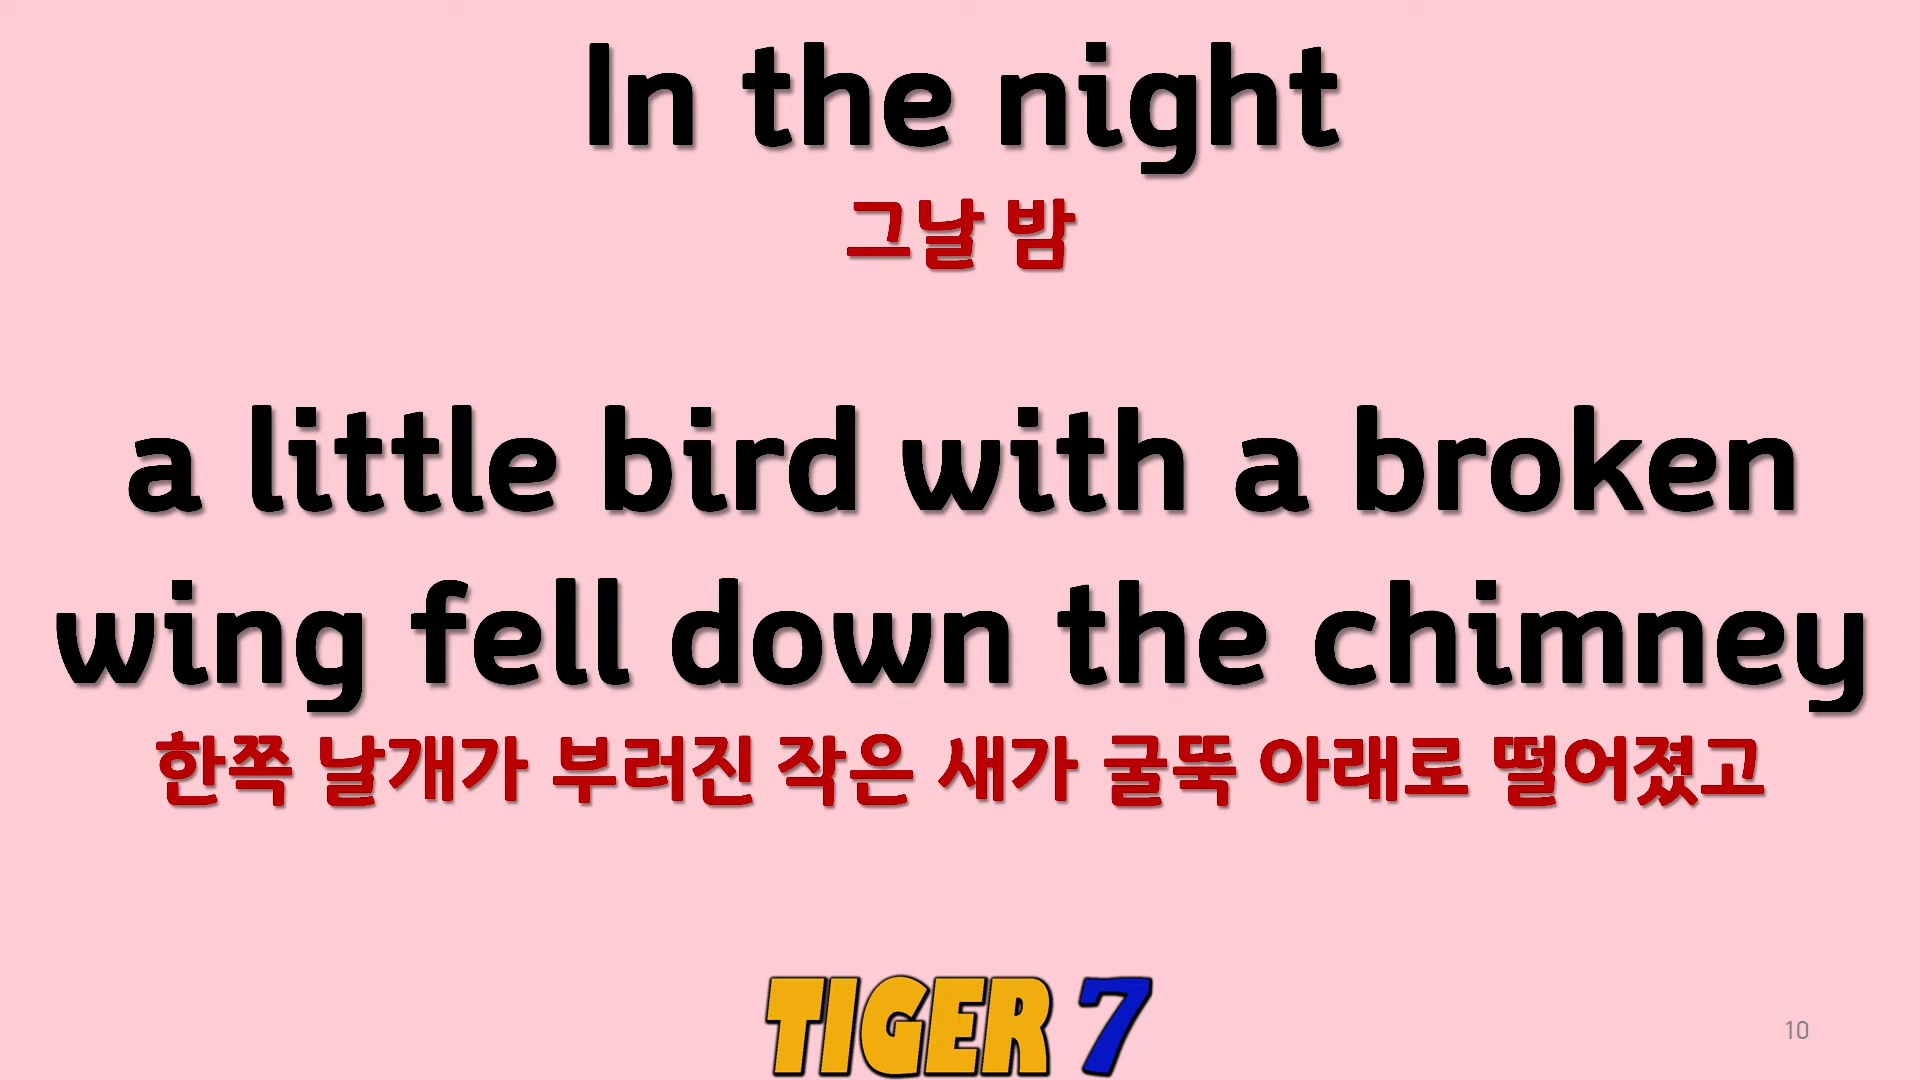 In the night
그날 밤
a little bird with a broken
wing fell down the chimney
한쪽 날개가 부러진 작은 새가 굴뚝 아래로 떨어졌고
TIGER 7
10